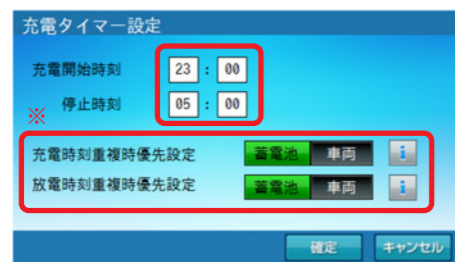 充電タイマー設定
充電開始時刻 23 : 00
※ 停止時刻 05 : 00
充電時刻重複時優先設定 蓄電池 車両 i
放電時刻重複時優先設定 蓄電池 車両 i
確定 キャンセル